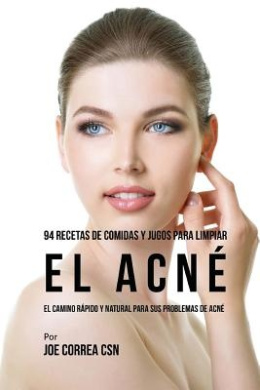 94 RECETAS DE COMIDAS Y JUGOS PARA LIMPIAR
EL ACNÉ
EL CAMINO RÁPIDO Y NATURAL PARA SUS PROBLEMAS DE ACNÉ
Por
JOE CORREA CSN